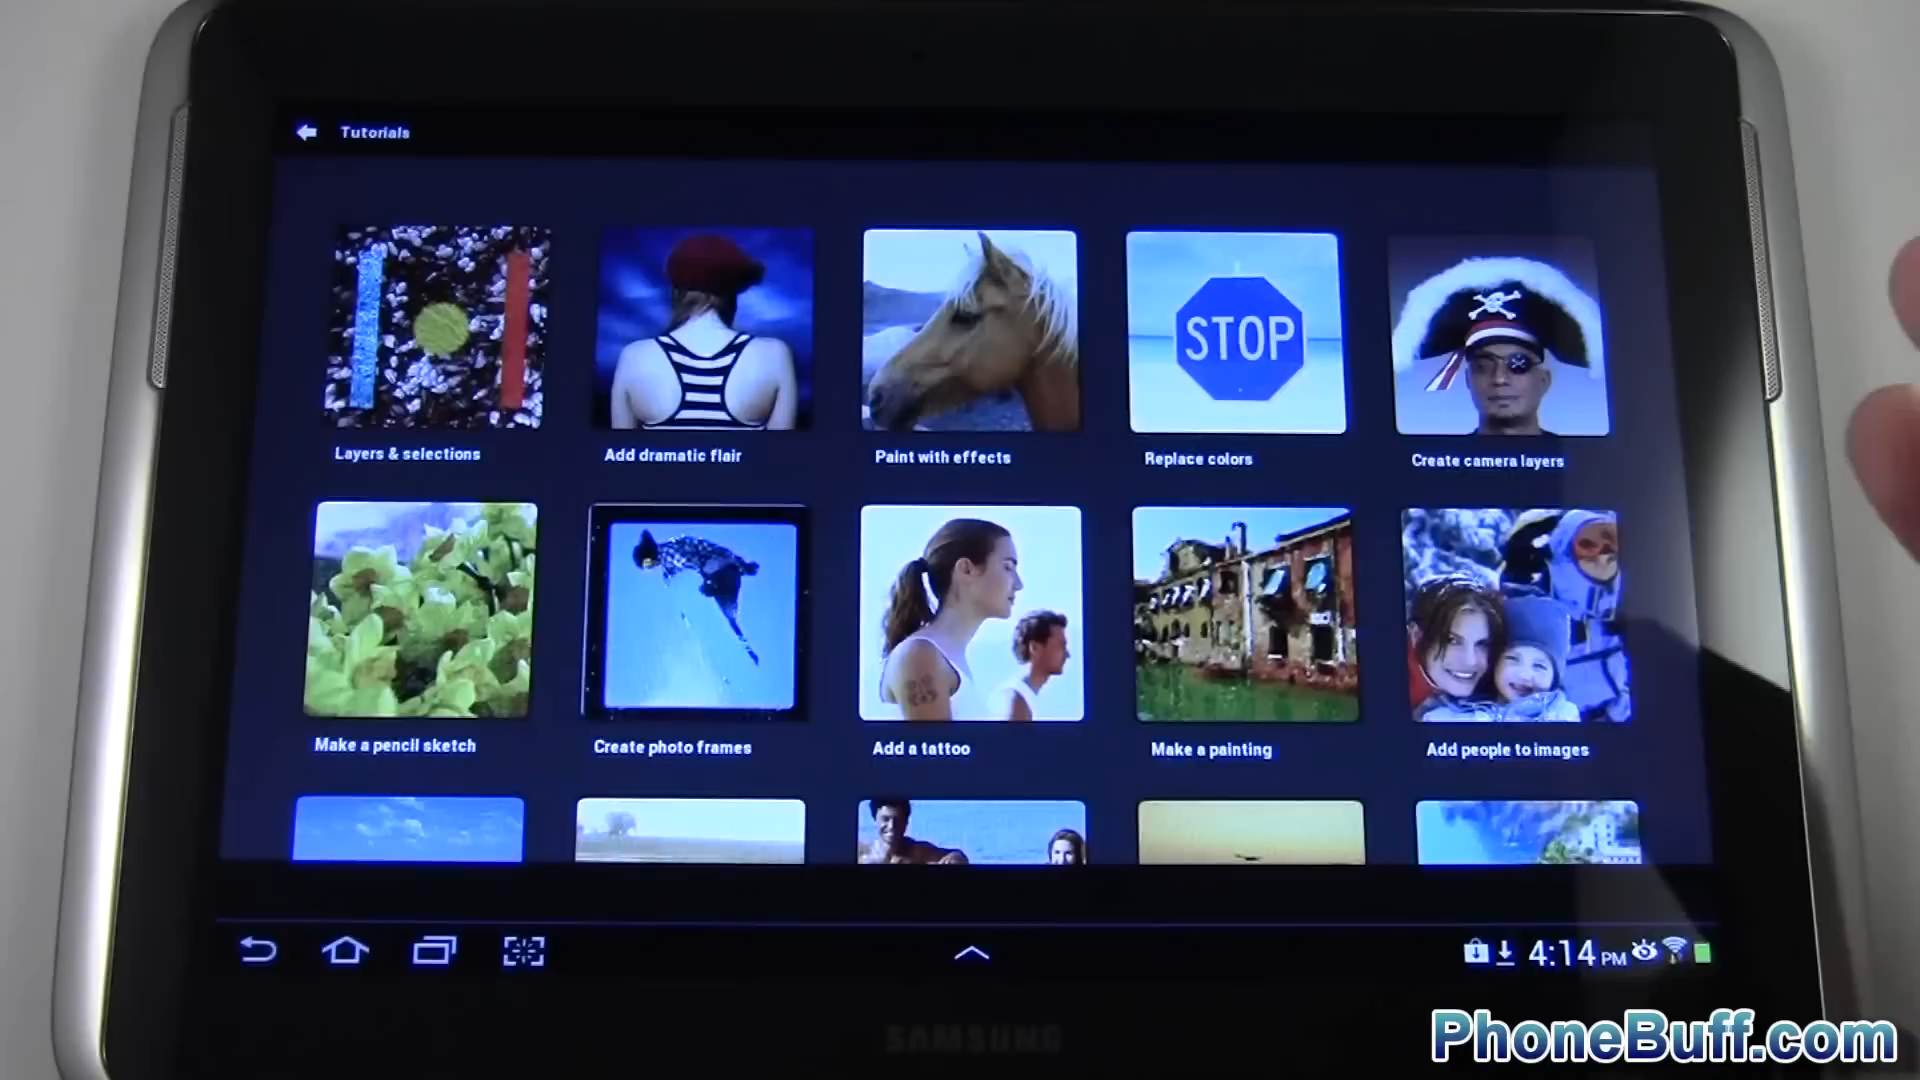 Tutorials
STOP
Layers & selections
Add dramatic flair
Paint with effects
Replace colors
Create camera layers
Make a pencil sketch
Create photo frames
Add a tattoo
Make a painting
Add people to images
4:14 PM
SAMSUNG
PhoneBuff.com